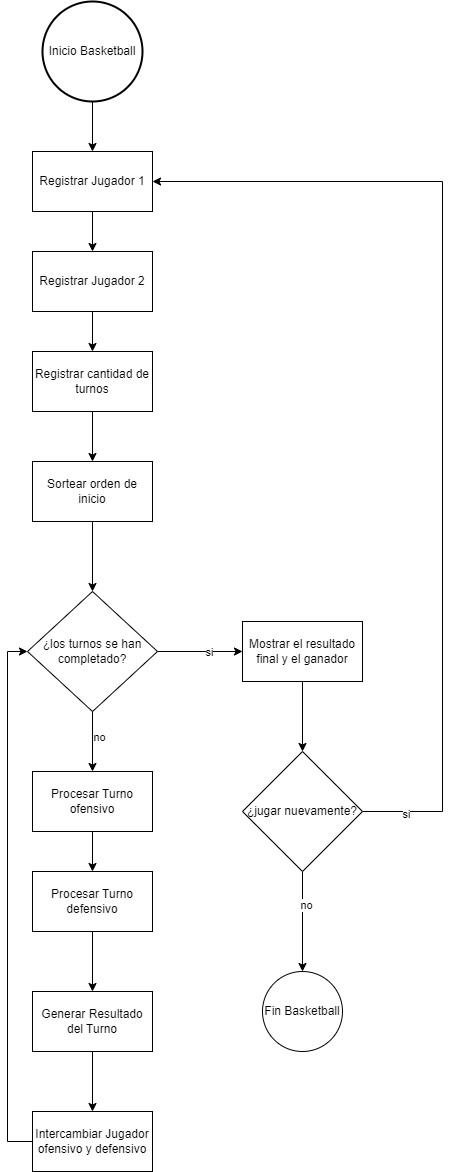 Inicio Basketball
Registrar Jugador 1
Registrar Jugador 2
Registrar cantidad de
turnos
Sortear orden de
inicio
¿los turnos se han
completado?
si
Mostrar el resultado
final y el ganador
no
Procesar Turno
ofensivo
¿jugar nuevamente?
si
Procesar Turno
defensivo
no
Generar Resultado
del Turno
Fin Basketball
Intercambiar Jugador
ofensivo y defensivo